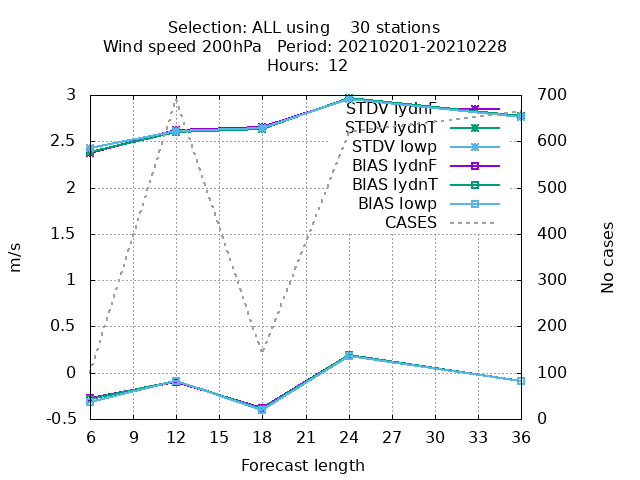 Selection: ALL using    30 stations
Wind speed 200hPa   Period: 20210201-20210228
Hours:  12
3
2.5
2
1.5
1
0.5
0
-0.5
m/s
STDV lydnF
STDV lydnT
STDV lowp
BIAS lydnF
BIAS lydnT
BIAS lowp
CASES
700
600
500
400
300
200
100
0
No cases
6 9 12 15 18 21 24 27 30 33 36
Forecast length